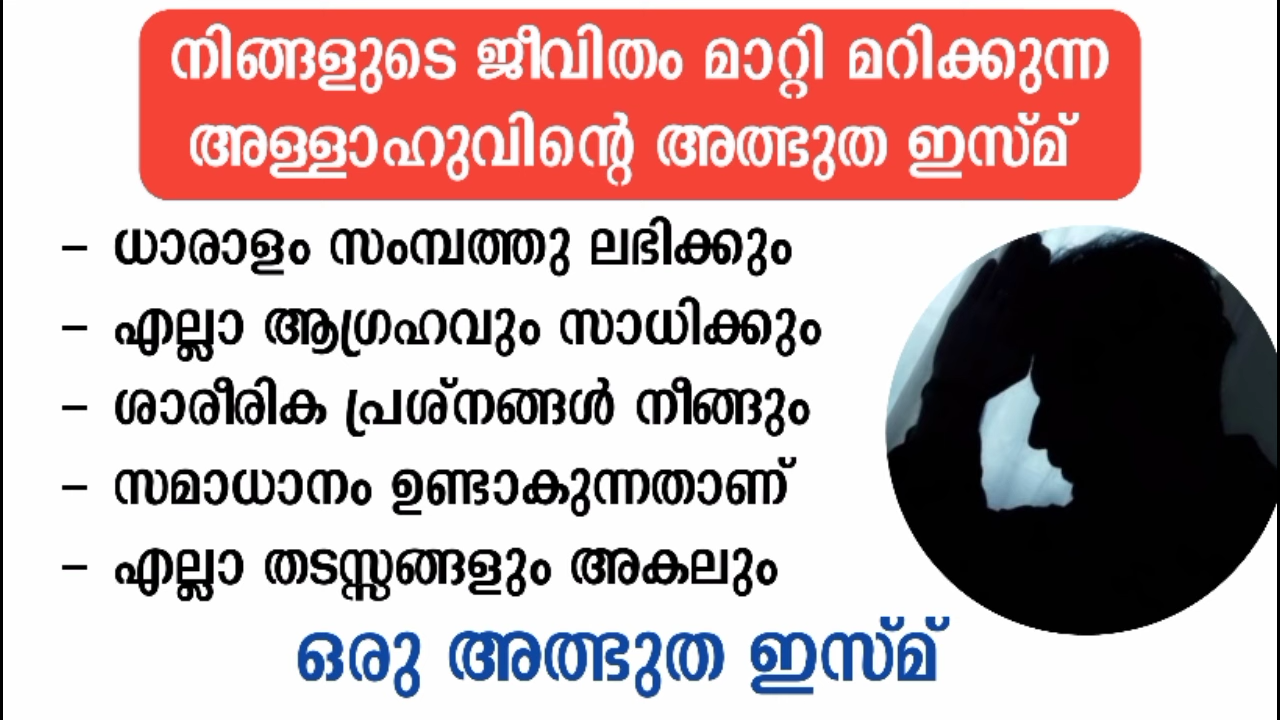 നിങ്ങളുടെ ജീവിതം മാറ്റി മറിക്കുന്ന
അള്ളാഹുവിന്റെ അത്ഭുത ഇസ്മ്
- ധാരാളം സംമ്പത്തു ലഭിക്കും
- എല്ലാ ആഗ്രഹവും സാധിക്കും
- ശാരീരിക പ്രശ്നങ്ങൾ നീങ്ങും
- സമാധാനം ഉണ്ടാകുന്നതാണ്
- എല്ലാ തടസ്സങ്ങളും അകലും
ഒരു അത്ഭുത ഇസ്മ്